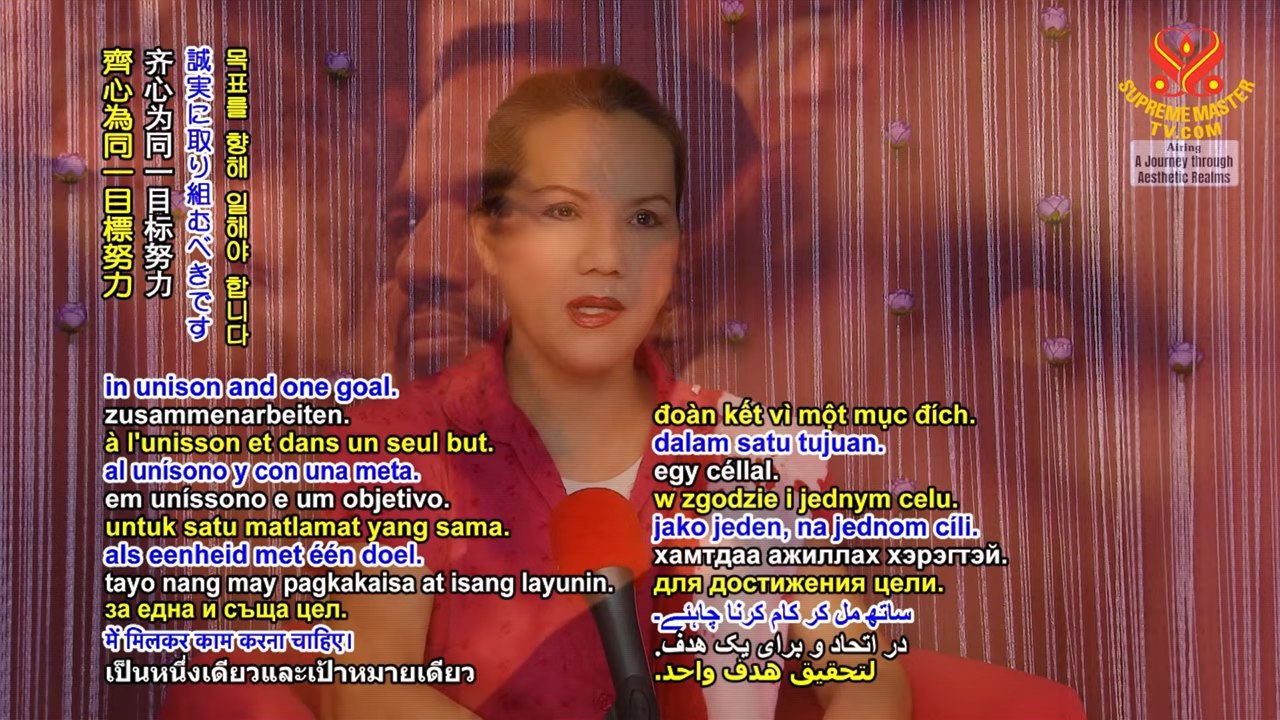 齊心為同一目標努力
齐心为同一目标努力
誠実に取り組むべきです
목표를 향해 일해야 합니다
SUPREME MASTER
TV.COM
Airing
A Journey through
Aesthetic Realms
in unison and one goal.
zusammenarbeiten.
à l'unisson et dans un seul but.
al unísono y con una meta.
em uníssono e um objetivo.
untuk satu matlamat yang sama.
als eenheid met één doel.
tayo nang may pagkakaisa at isang layunin.
за една и съща цел.
में मिलकर काम करना चाहिए।
เป็นหนึ่งเดียวและเป้าหมายเดียว
đoàn kết vì một mục đích.
dalam satu tujuan.
egy céllal.
w zgodzie i jednym celu.
jako jeden, na jednom cíli.
хамтдаа ажиллах хэрэгтэй.
для достижения цели.
ساتھ مل کر کام کرنا چاہئے۔
در اتحاد و برای یک هدف.
لتحقيق هدف واحد.